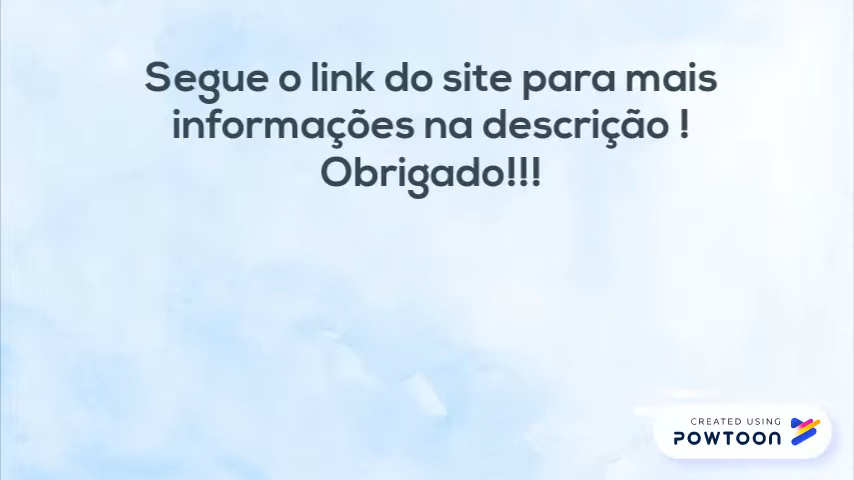 Segue o link do site para mais
informações na descrição !
Obrigado!!!
CREATED USING
POWTOON